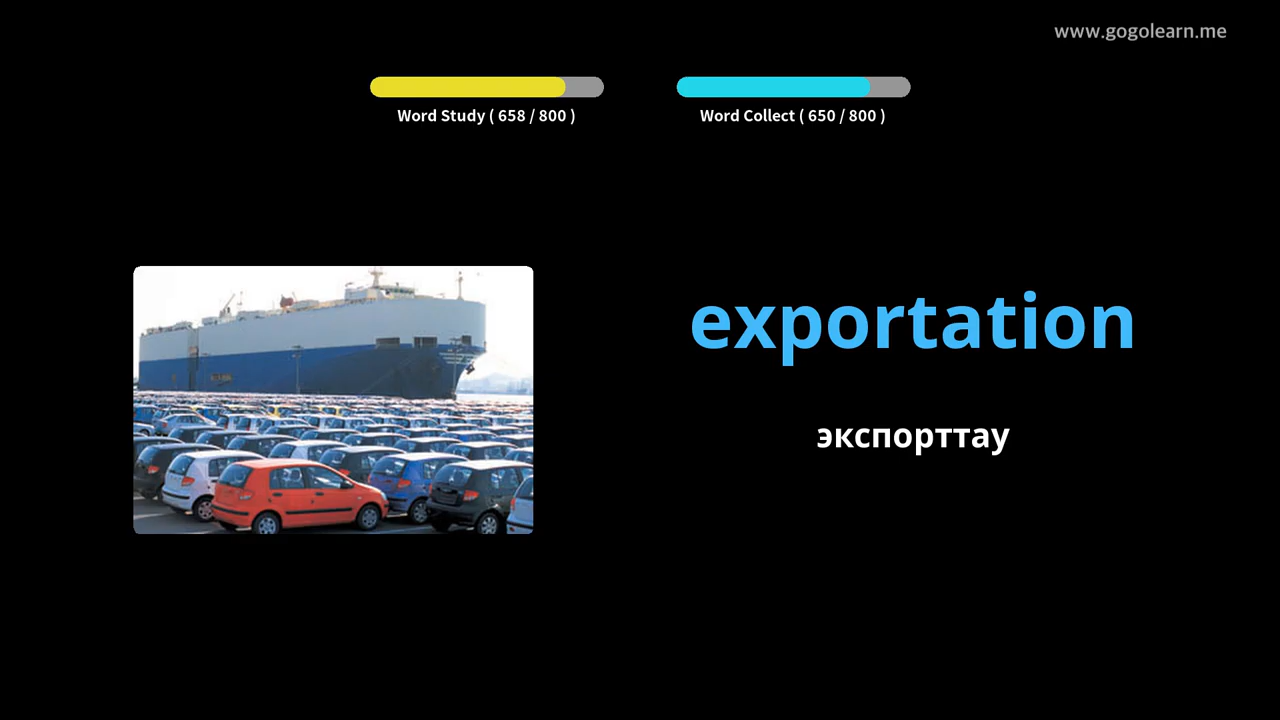 www.gogolearn.me
Word Study ( 658 / 800 )
Word Collect ( 650 / 800 )
exportation
экспорттау